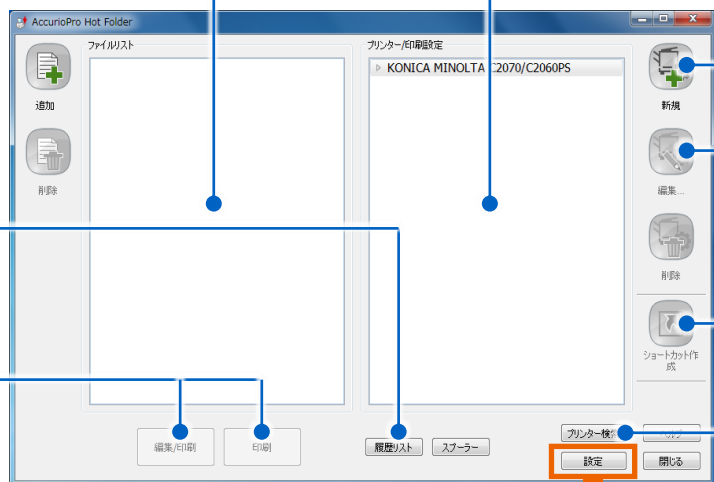 AccurioPro Hot Folder
ファイルリスト
プリンター/印刷設定
KONICA MINOLTA C2070/C2060PS
追加
新規
削除
編集...
削除
ショートカット作
成
編集/印刷
印刷
履歴リスト
スプーラー
プリンター検
ヘルプ
設定
閉じる